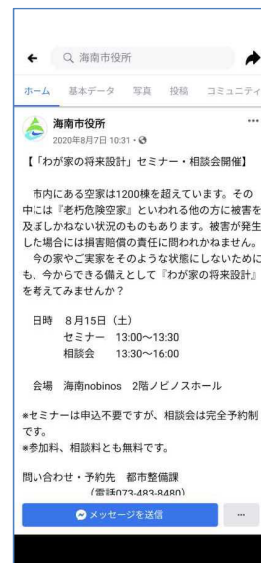 海南市役所
ホーム 基本データ 写真 投稿 コミュニティ
海南市役所
2020年8月7日 10:31・
【「わが家の将来設計」セミナー・相談会開催】
市内にある空家は1200棟を超えています。その
中には『老朽危険空家』といわれる他の方に被害を
及ぼしかねない状況のものもあります。被害が発生
した場合には損害賠償の責任に問われかねません。
今の家やご実家をそのような状態にしないために
も、今からできる備えとして『わが家の将来設計』
を考えてみませんか？
日時 8月15日（土）
セミナー 13:00～13:30
相談会 13:30～16:00
会場 海南nobinos 2階ノビノスホール
*セミナーは申込不要ですが、相談会は完全予約制
です。
*参加料、相談料とも無料です。
問い合わせ・予約先 都市整備課
(電話073-483-8480)
メッセージを送信